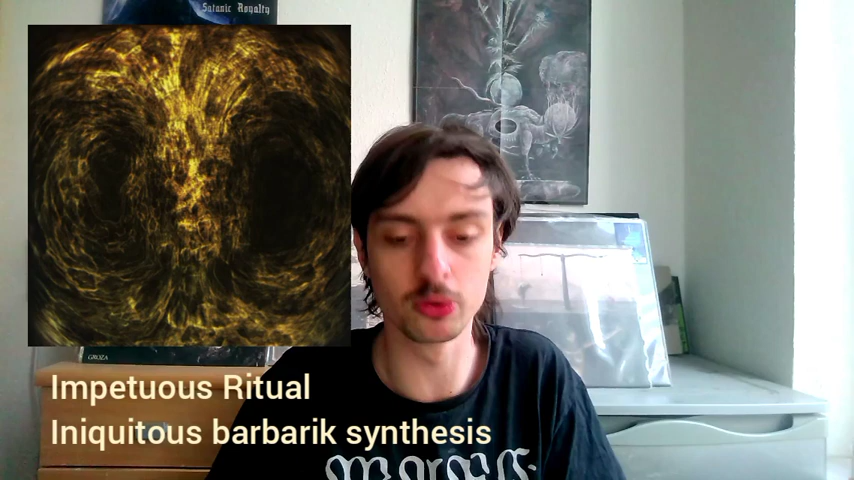 Satanic Royalty
GROZA
Impetuous Ritual
Iniquitous barbarik synthesis